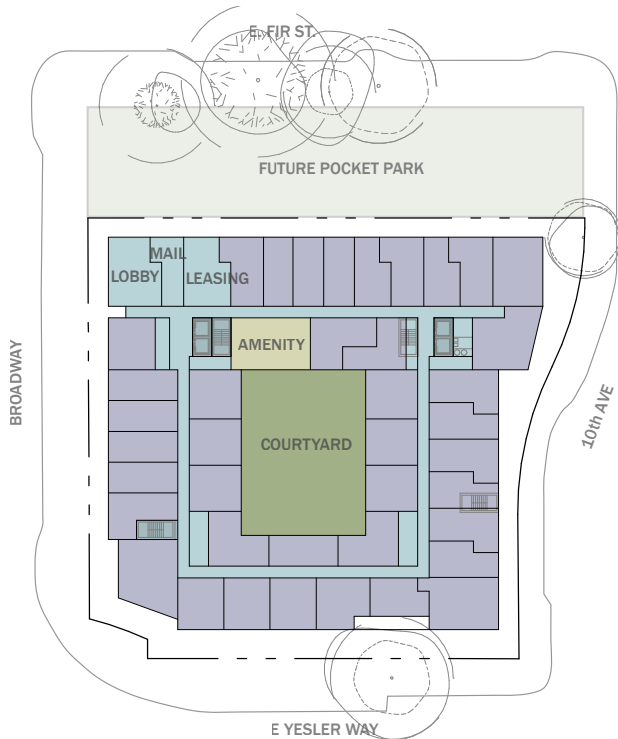 E. FIR ST.
FUTURE POCKET PARK
MAIL
LOBBY
LEASING
AMENITY
BROADWAY
10th AVE
COURTYARD
E YESLER WAY